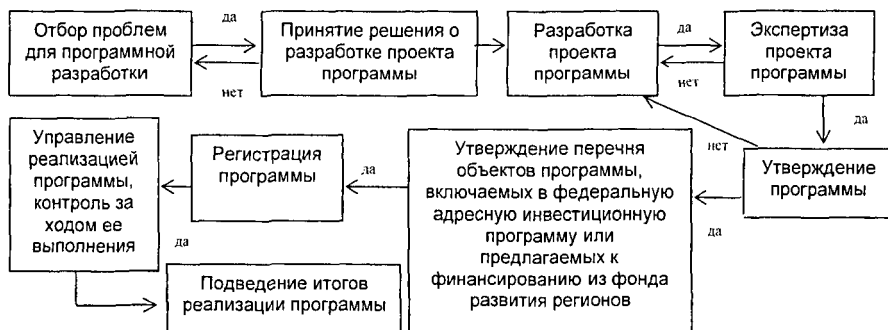 Отбор проблем
для программной
разработки
да
нет
Принятие решения о
разработке проекта
программы
Разработка
проекта
программы
да
нет
Экспертиза
проекта
программы
да
Утверждение
программы
нет
да
Утверждение перечня
объектов программы,
включаемых в федеральную
адресную инвестиционную
программу или
предлагаемых к
финансированию из фонда
развития регионов
да
Регистрация
программы
Управление
реализацией
программы,
контроль за
ходом ее
выполнения
да
Подведение итогов
реализации программы